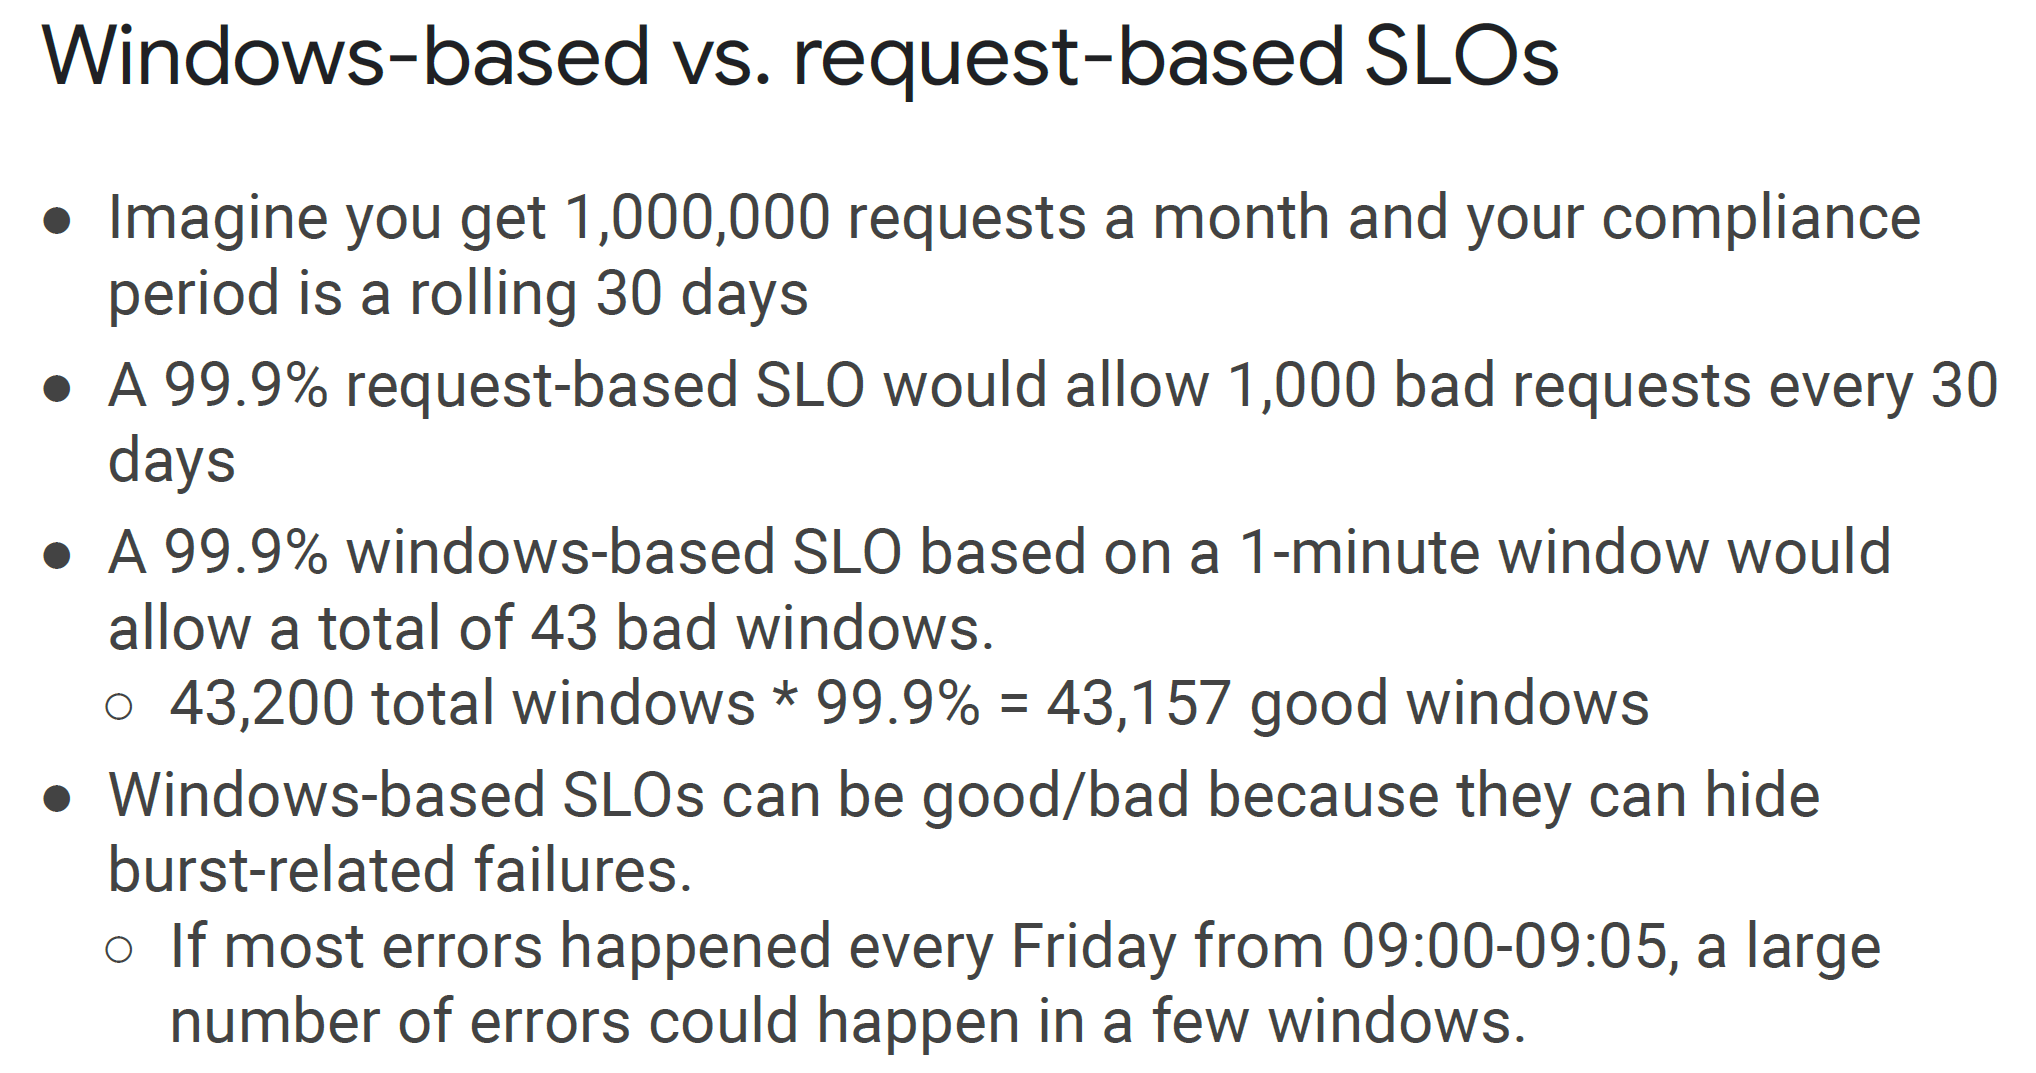 Windows-based vs. request-based SLOs
● Imagine you get 1,000,000 requests a month and your compliance
period is a rolling 30 days
● A 99.9% request-based SLO would allow 1,000 bad requests every 30
days
● A 99.9% windows-based SLO based on a 1-minute window would
allow a total of 43 bad windows.
○ 43,200 total windows * 99.9% = 43,157 good windows
● Windows-based SLOs can be good/bad because they can hide
burst-related failures.
○ If most errors happened every Friday from 09:00-09:05, a large
number of errors could happen in a few windows.